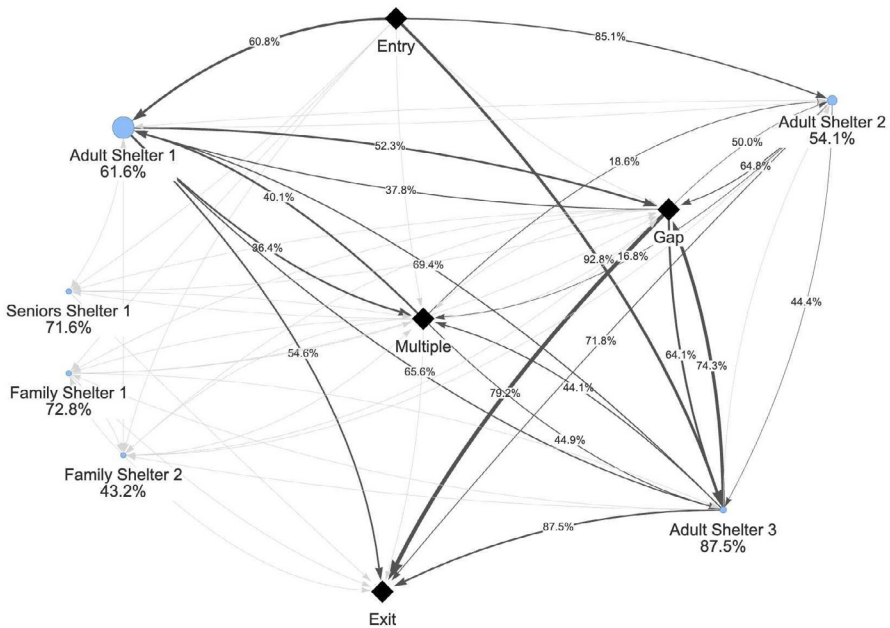 Entry
60.8%
85.1%
Adult Shelter 2
54.1%
Adult Shelter 1
61.6%
52.3%
50.0%
18.6%
64.8%
37.8%
40.1%
Gap
36.4%
69.4%
92.8%
16.8%
Seniors Shelter 1
71.6%
44.4%
Multiple
71.8%
54.6%
64.1%
74.3%
65.6%
Family Shelter 1
72.8%
79.2%
44.1%
44.9%
Family Shelter 2
43.2%
87.5%
Adult Shelter 3
87.5%
Exit